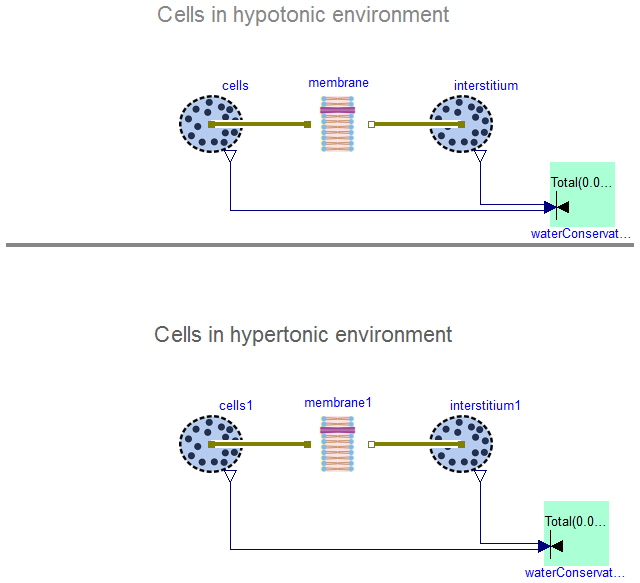 Cells in hypotonic environment
cells
membrane
interstitium
Total(0.0...
waterConservat...
Cells in hypertonic environment
cells1
membrane1
interstitium1
Total(0.0...
waterConservat...